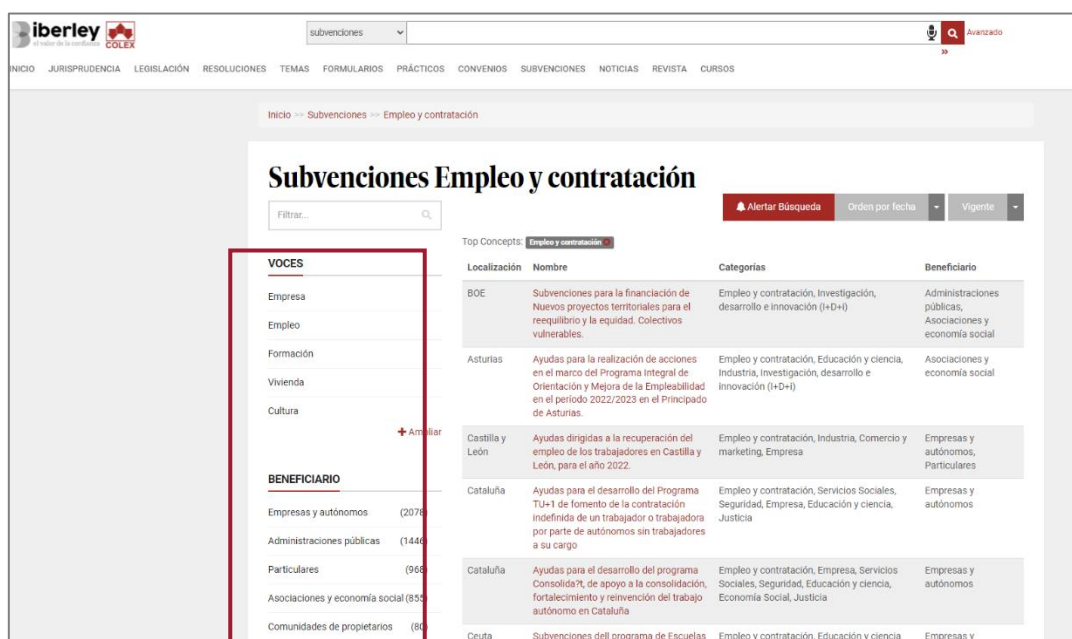 iberley
el valor de la confianza
COLEX
subvenciones
Avanzado
»
INICIO JURISPRUDENCIA LEGISLACIÓN RESOLUCIONES TEMAS FORMULARIOS PRÁCTICOS CONVENIOS SUBVENCIONES NOTICIAS REVISTA CURSOS
Inicio >> Subvenciones >> Empleo y contratación
Subvenciones Empleo y contratación
Filtrar...
Alertar Búsqueda Orden por fecha Vigente
VOCES
Empresa
Empleo
Formación
Vivienda
Cultura
+ Ampliar
BENEFICIARIO
Empresas y autónomos (2078)
Administraciones públicas (1446)
Particulares (968)
Asociaciones y economía social (855)
Comunidades de propietarios (80)
Top Concepts: Empleo y contratación
Localización Nombre Categorías Beneficiario
BOE Subvenciones para la financiación de Empleo y contratación, Investigación, Administraciones
Nuevos proyectos territoriales para el desarrollo e innovación (I+D+i) públicas,
reequilibrio y la equidad. Colectivos Asociaciones y
vulnerables. economía social
Asturias Ayudas para la realización de acciones Empleo y contratación, Educación y ciencia, Asociaciones y
en el marco del Programa Integral de Industria, Investigación, desarrollo e economía social
Orientación y Mejora de la Empleabilidad innovación (I+D+i)
en el período 2022/2023 en el Principado
de Asturias.
Castilla y Ayudas dirigidas a la recuperación del Empleo y contratación, Industria, Comercio y Empresas y
León empleo de los trabajadores en Castilla y marketing, Empresa autónomos,
León, para el año 2022. Particulares
Cataluña Ayudas para el desarrollo del Programa Empleo y contratación, Servicios Sociales, Empresas y
TU+1 de fomento de la contratación Seguridad, Empresa, Educación y ciencia, autónomos
indefinida de un trabajador o trabajadora Justicia
por parte de autónomos sin trabajadores
a su cargo
Cataluña Ayudas para el desarrollo del programa Empleo y contratación, Empresa, Servicios Empresas y
Consolida?t, de apoyo a la consolidación, Sociales, Seguridad, Educación y ciencia, autónomos
fortalecimiento y reinvención del trabajo Economía Social, Justicia
autónomo en Cataluña
Ceuta Subvenciones dell programa de Escuelas Empleo y contratación, Educación y ciencia Empresas y